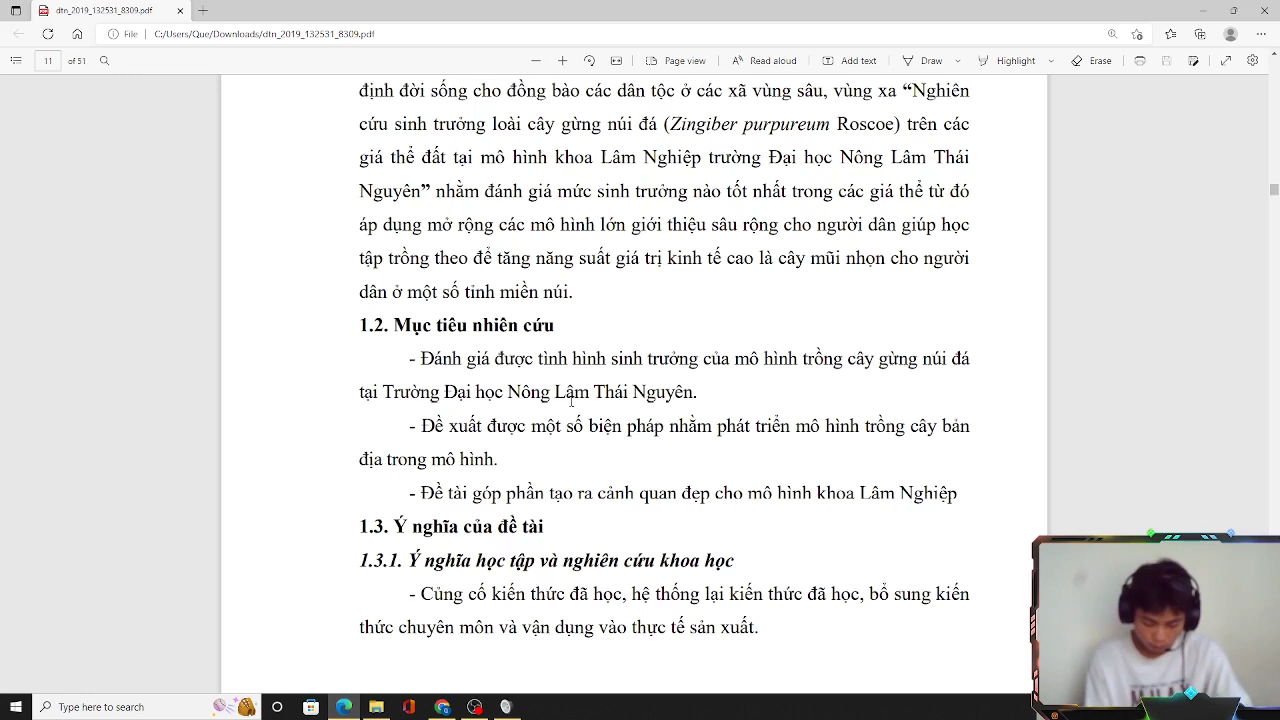 dtn_2019_132531_8309.pdf
File C:/Users/Que/Downloads/dtn_2019_132531_8309.pdf
11 of 51 Page view Read aloud Add text Draw Highlight Erase
định đời sống cho đồng bào các dân tộc ở các xã vùng sâu, vùng xa “Nghiên
cứu sinh trưởng loài cây gừng núi đá (Zingiber purpureum Roscoe) trên các
giá thể đất tại mô hình khoa Lâm Nghiệp trường Đại học Nông Lâm Thái
Nguyên” nhằm đánh giá mức sinh trưởng nào tốt nhất trong các giá thể từ đó
áp dụng mở rộng các mô hình lớn giới thiệu sâu rộng cho người dân giúp học
tập trồng theo để tăng năng suất giá trị kinh tế cao là cây mũi nhọn cho người
dân ở một số tỉnh miền núi.
1.2. Mục tiêu nhiên cứu
- Đánh giá được tình hình sinh trưởng của mô hình trồng cây gừng núi đá
tại Trường Đại học Nông Lâm Thái Nguyên.
- Đề xuất được một số biện pháp nhằm phát triển mô hình trồng cây bản
địa trong mô hình.
- Đề tài góp phần tạo ra cảnh quan đẹp cho mô hình khoa Lâm Nghiệp
1.3. Ý nghĩa của đề tài
1.3.1. Ý nghĩa học tập và nghiên cứu khoa học
- Củng cố kiến thức đã học, hệ thống lại kiến thức đã học, bổ sung kiến
thức chuyên môn và vận dụng vào thực tế sản xuất.
Type here to search